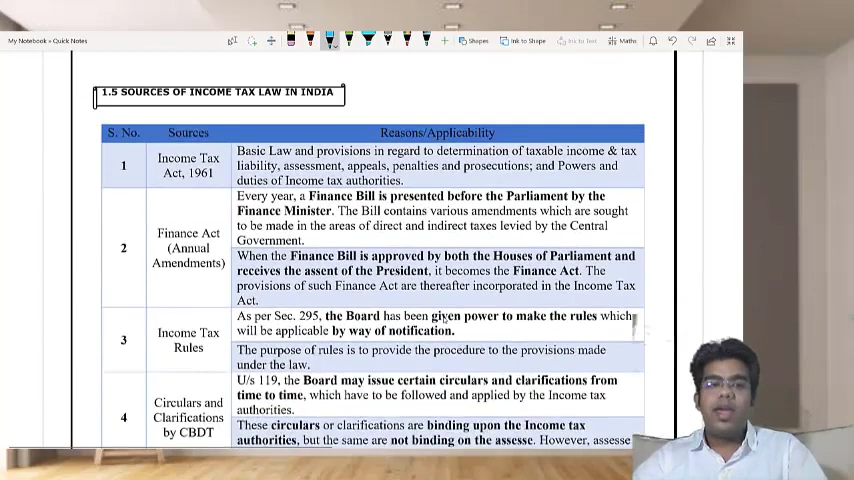 My Notebook » Quick Notes
Shapes
Ink to Shape
Ink to Text
Maths
1.5 SOURCES OF INCOME TAX LAW IN INDIA
S. No. Sources Reasons/Applicability
1
Income Tax
Act, 1961
Basic Law and provisions in regard to determination of taxable income & tax
liability, assessment, appeals, penalties and prosecutions; and Powers and
duties of Income tax authorities.
2
Finance Act
(Annual
Amendments)
Every year, a Finance Bill is presented before the Parliament by the
Finance Minister. The Bill contains various amendments which are sought
to be made in the areas of direct and indirect taxes levied by the Central
Government.
When the Finance Bill is approved by both the Houses of Parliament and
receives the assent of the President, it becomes the Finance Act. The
provisions of such Finance Act are thereafter incorporated in the Income Tax
Act.
3
Income Tax
Rules
As per Sec. 295, the Board has been given power to make the rules which
will be applicable by way of notification.
The purpose of rules is to provide the procedure to the provisions made
under the law.
4
Circulars and
Clarifications
by CBDT
U/s 119, the Board may issue certain circulars and clarifications from
time to time, which have to be followed and applied by the Income tax
authorities.
These circulars or clarifications are binding upon the Income tax
authorities, but the same are not binding on the assesse. However, assesse